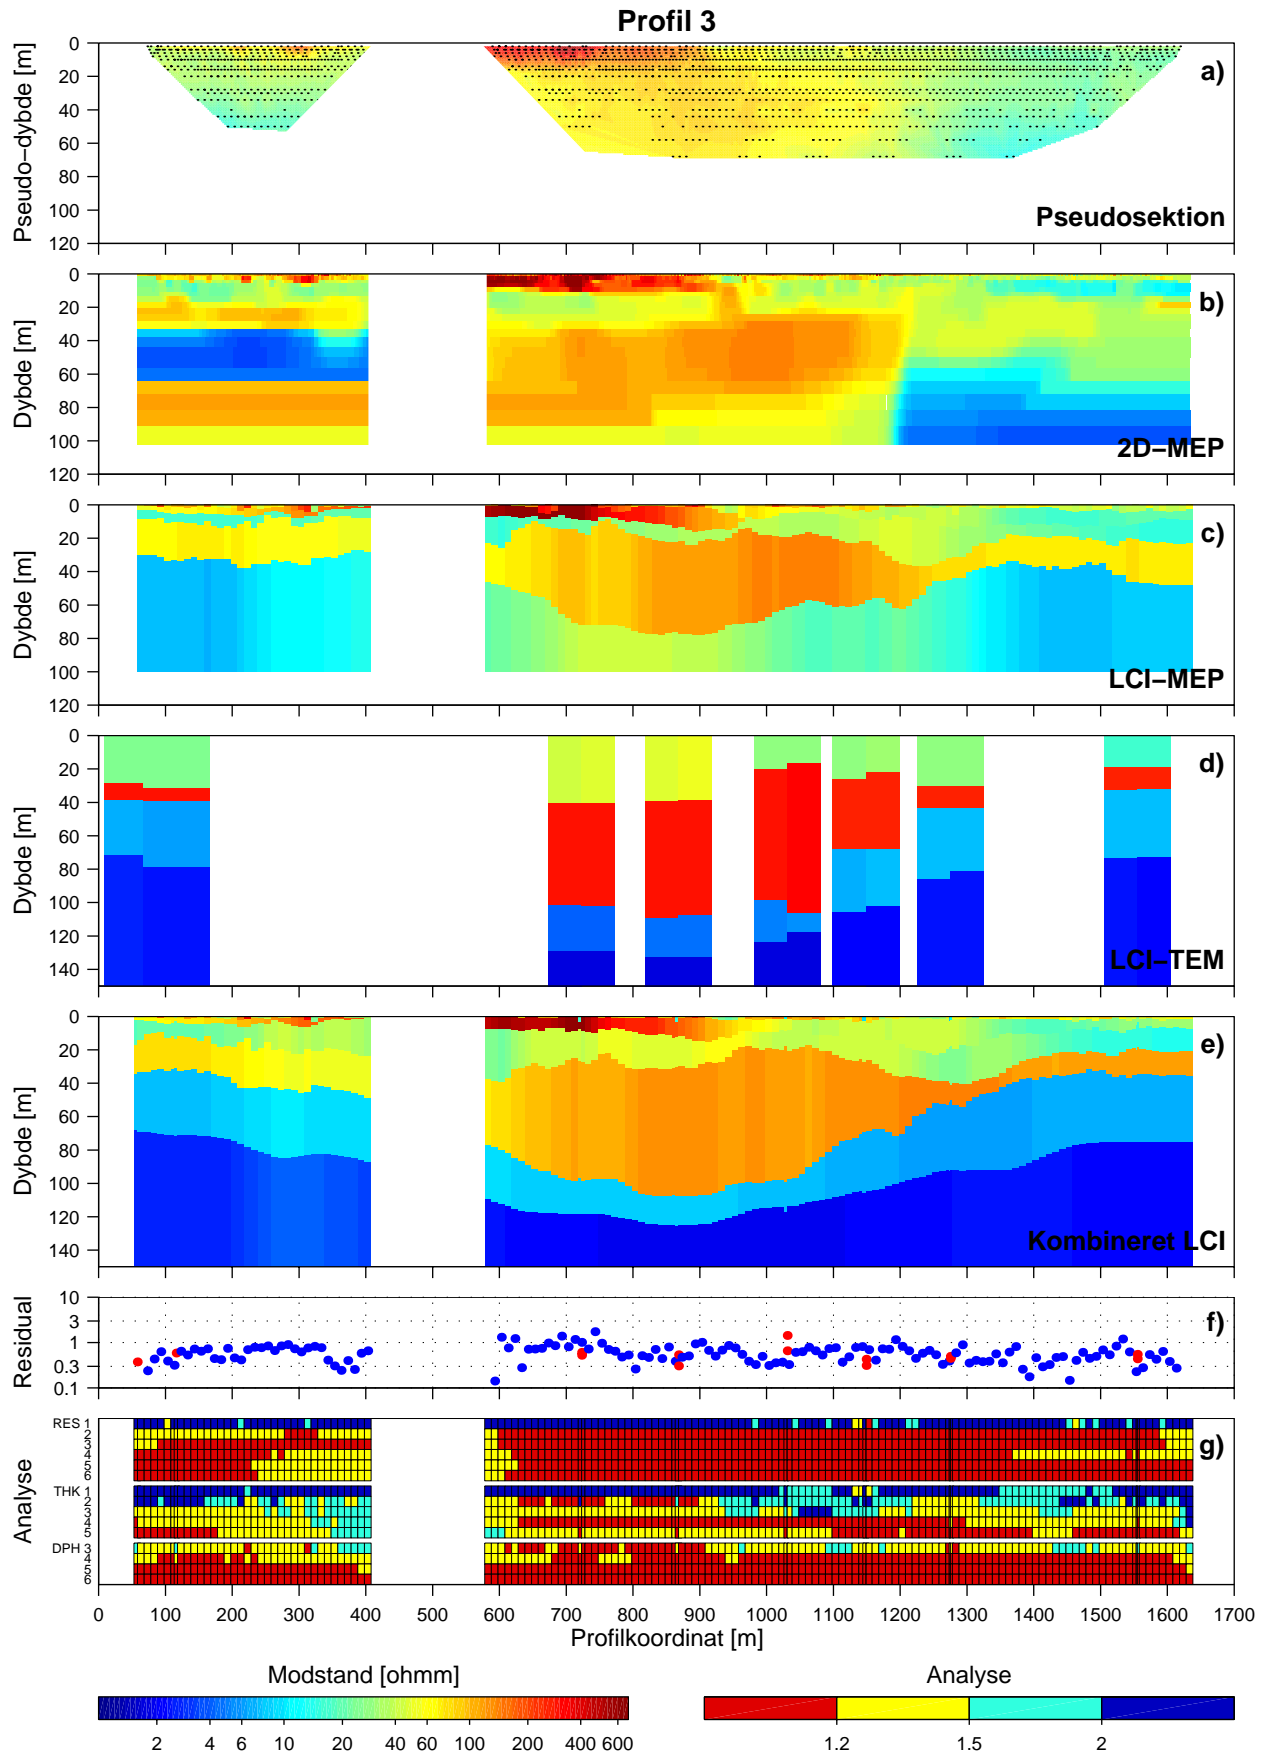 Profil 3
Pseudo−dybde [m]
0
20
40
60
80
100
120
a)
Pseudosektion
Dybde [m]
0
20
40
60
80
100
120
b)
2D−MEP
Dybde [m]
0
20
40
60
80
100
120
c)
LCI−MEP
Dybde [m]
0
20
40
60
80
100
120
140
d)
LCI−TEM
Dybde [m]
0
20
40
60
80
100
120
140
e)
Kombineret LCI
Residual
10
3
1
0.3
0.1
f)
Analyse
RES 1
2
3
4
5
6
THK 1
2
3
4
5
DPH 3
4
5
6
g)
0 100 200 300 400 500 600 700 800 900 1000 1100 1200 1300 1400 1500 1600 1700
Profilkoordinat [m]
Modstand [ohmm]
2 4 6 10 20 40 60 100 200 400 600
Analyse
1.2 1.5 2